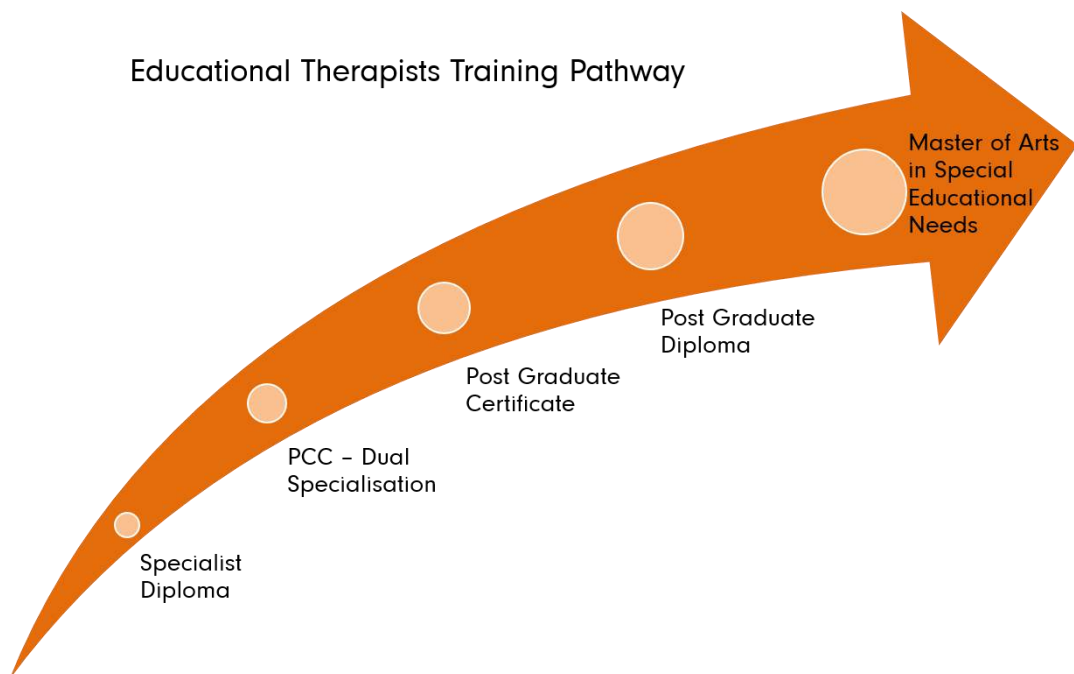 Educational Therapists Training Pathway
Master of Arts
in Special
Educational
Needs
Post Graduate
Diploma
Post Graduate
Certificate
PCC – Dual
Specialisation
Specialist
Diploma